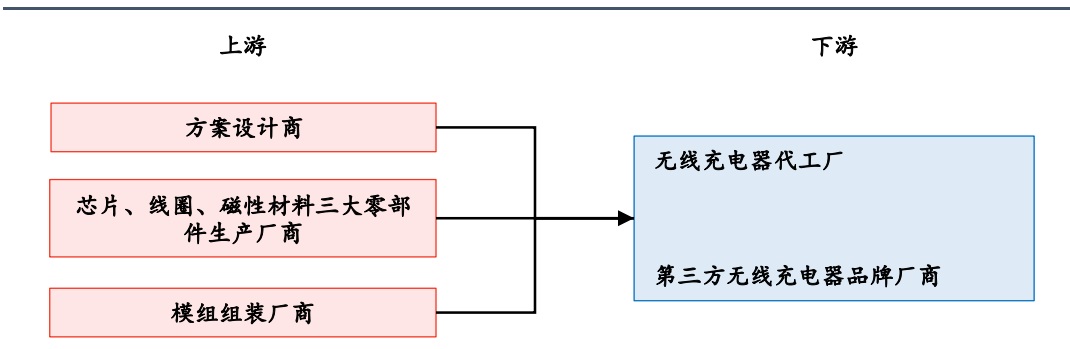 上游
下游
方案设计商
芯片、线圈、磁性材料三大零部
件生产厂商
模组组装厂商
无线充电器代工厂
第三方无线充电器品牌厂商